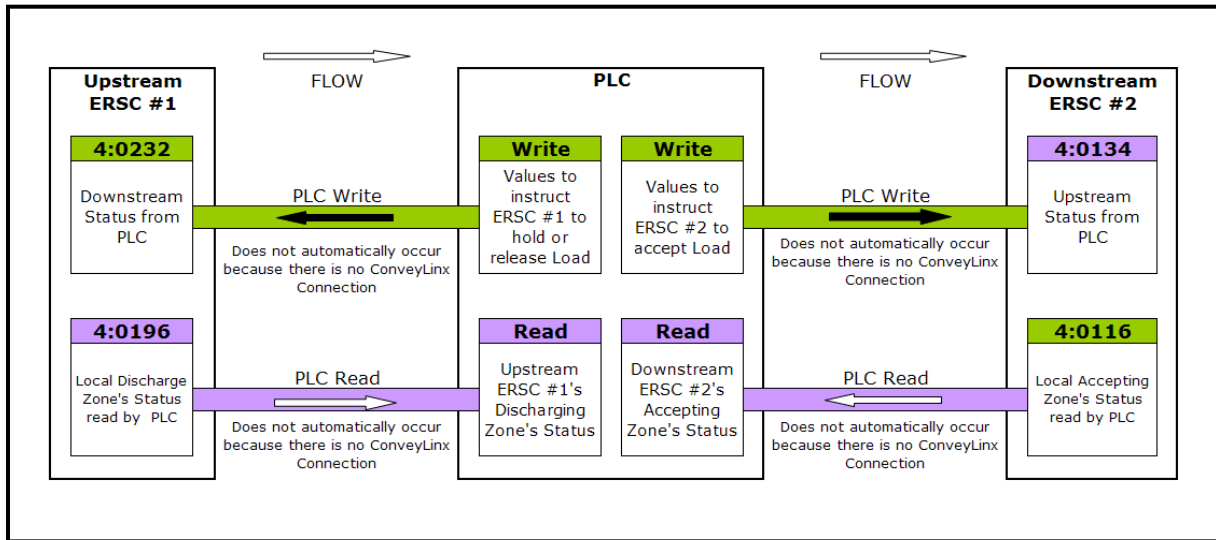 FLOW
FLOW
Upstream
ERSC #1
4:0232
Downstream
Status from
PLC
4:0196
Local Discharge
Zone's Status
read by PLC
PLC Write
Does not automatically occur
because there is no ConveyLinx
Connection
PLC Read
Does not automatically occur
because there is no ConveyLinx
Connection
PLC
Write
Values to
instruct
ERSC #1 to
hold or
release Load
Write
Values to
instruct
ERSC #2 to
accept Load
Read
Upstream
ERSC #1's
Discharging
Zone's Status
Read
Downstream
ERSC #2's
Accepting
Zone's Status
PLC Write
Does not automatically occur
because there is no ConveyLinx
Connection
PLC Read
Does not automatically occur
because there is no ConveyLinx
Connection
Downstream
ERSC #2
4:0134
Upstream
Status from
PLC
4:0116
Local Accepting
Zone's Status
read by PLC